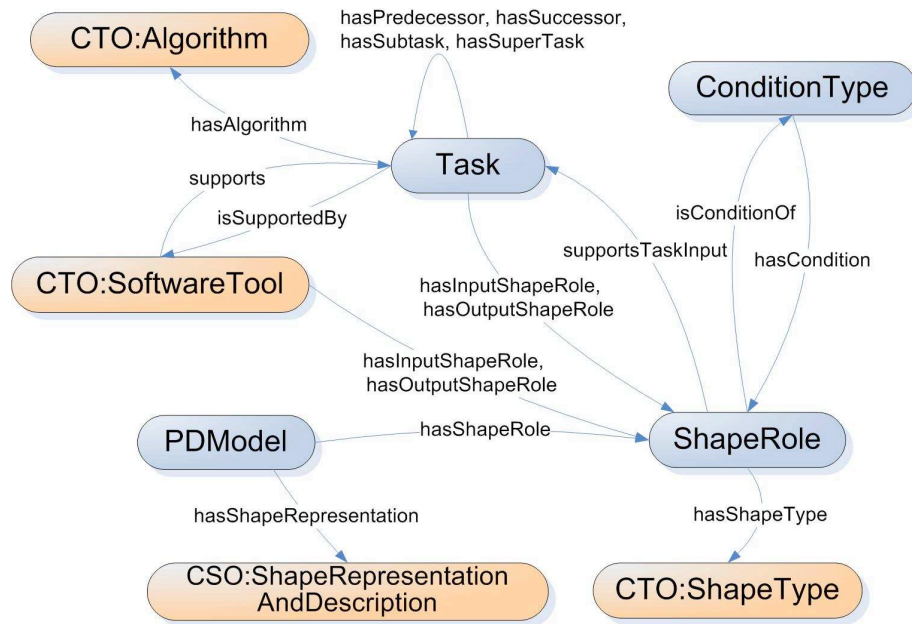 hasPredecessor, hasSuccessor,
hasSubtask, hasSuperTask
CTO:Algorithm
ConditionType
hasAlgorithm
Task
supports
isSupportedBy
isConditionOf
supportsTaskInput
hasCondition
CTO:SoftwareTool
hasInputShapeRole,
hasOutputShapeRole
hasInputShapeRole,
hasOutputShapeRole
PDModel
hasShapeRole
ShapeRole
hasShapeRepresentation
hasShapeType
CSO:ShapeRepresentation
AndDescription
CTO:ShapeType